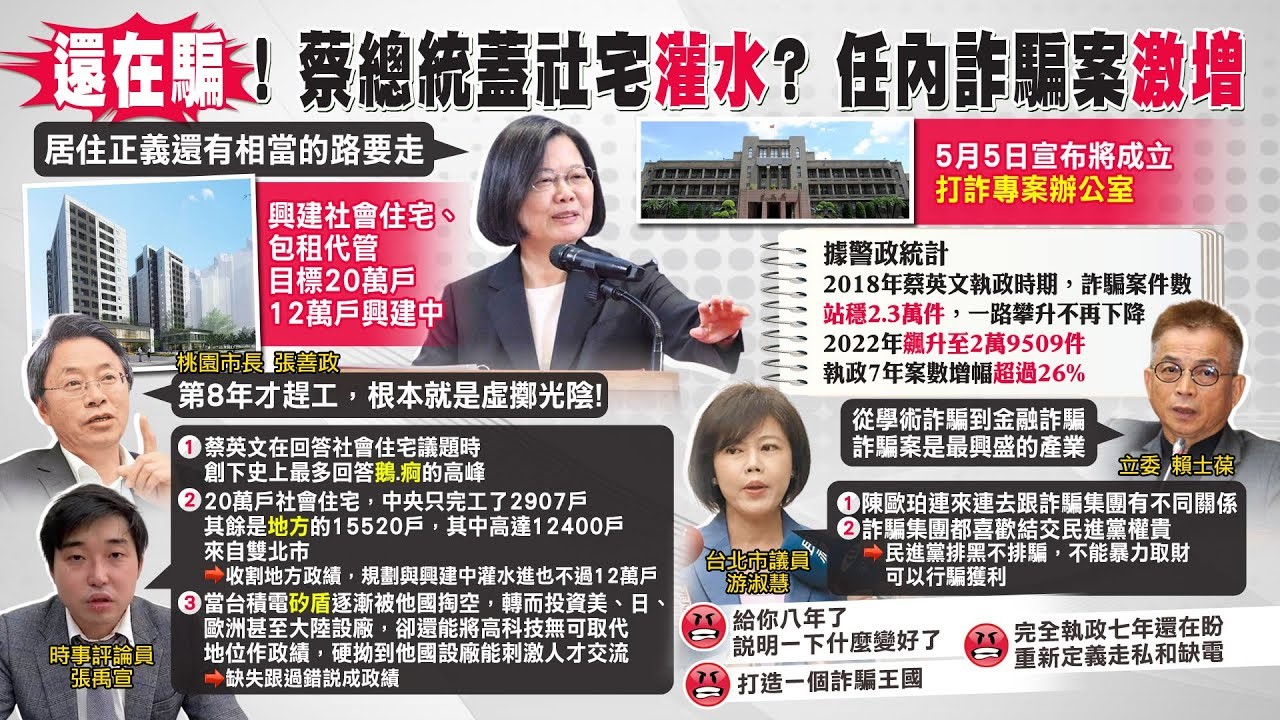 還在騙！蔡總統蓋社宅灌水？任內詐騙案激增
居住正義還有相當的路要走
興建社會住宅、
包租代管
目標20萬戶
12萬戶興建中
5月5日宣布將成立
打詐專案辦公室
據警政統計
2018年蔡英文執政時期，詐騙案件數
站穩2.3萬件，一路攀升不再下降
2022年飆升至2萬9509件
執政7年案數增幅超過26%
桃園市長 張善政
第8年才趕工，根本就是虛擲光陰!
1 蔡英文在回答社會住宅議題時
創下史上最多回答鵝.痾的高峰
2 20萬戶社會住宅，中央只完工了2907戶
其餘是地方的15520戶，其中高達12400戶
來自雙北市
➡收割地方政績，規劃與興建中灌水進也不過12萬戶
3 當台積電矽盾逐漸被他國掏空，轉而投資美、日、
歐洲甚至大陸設廠，卻還能將高科技無可取代
地位作政績，硬拗到他國設廠能刺激人才交流
➡缺失跟過錯説成政績
時事評論員
張禹宣
從學術詐騙到金融詐騙
詐騙案是最興盛的產業
立委 賴士葆
1 陳歐珀連來連去跟詐騙集團有不同關係
2 詐騙集團都喜歡結交民進黨權貴
➡民進黨排黑不排騙，不能暴力取財
可以行騙獲利
台北市議員
游淑慧
給你八年了
説明一下什麼變好了
打造一個詐騙王國
完全執政七年還在盼
重新定義走私和缺電